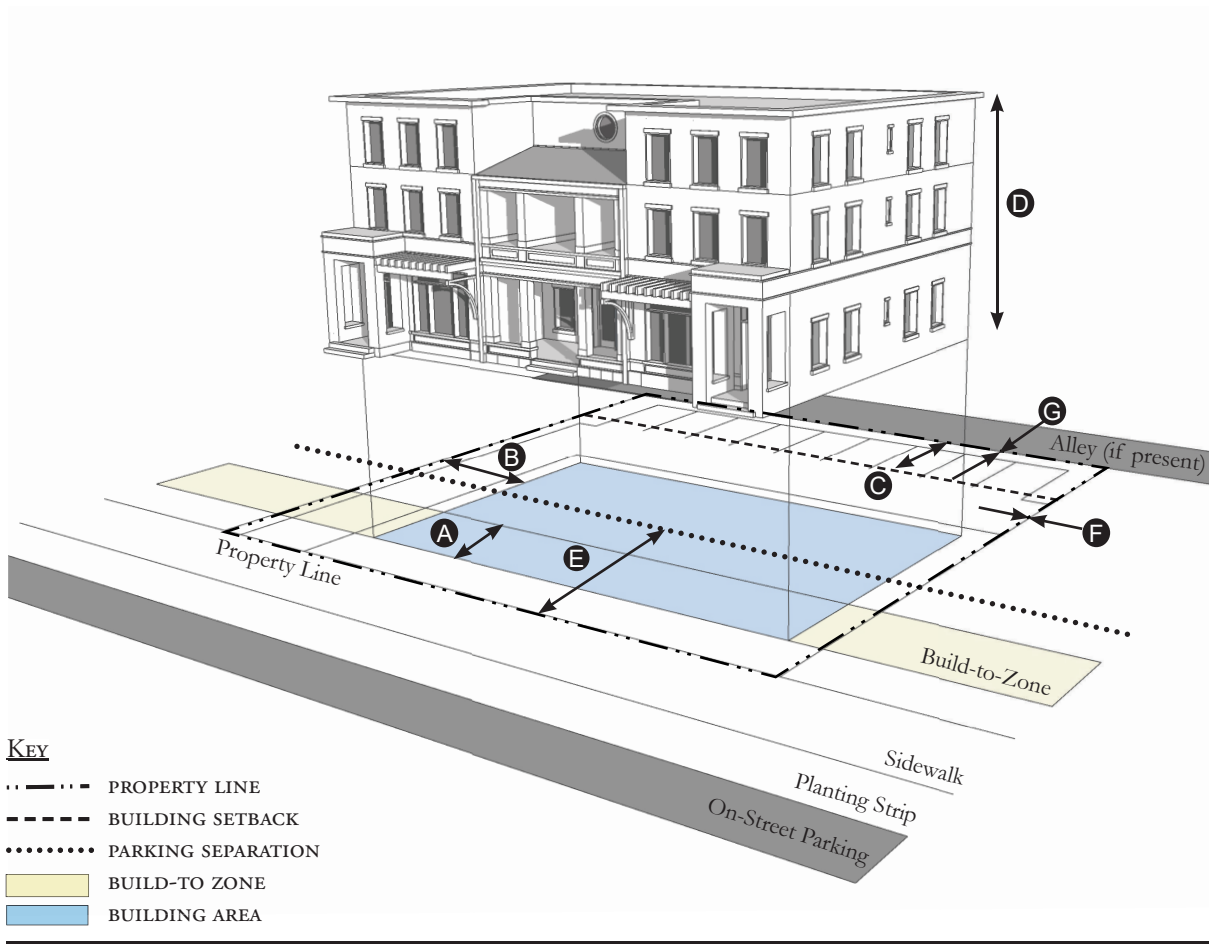 D
G
Alley (if present)
B
C
A
E
F
Property Line
Build-to-Zone
Sidewalk
Planting Strip
On-Street Parking
KEY
PROPERTY LINE
BUILDING SETBACK
PARKING SEPARATION
BUILD-TO ZONE
BUILDING AREA